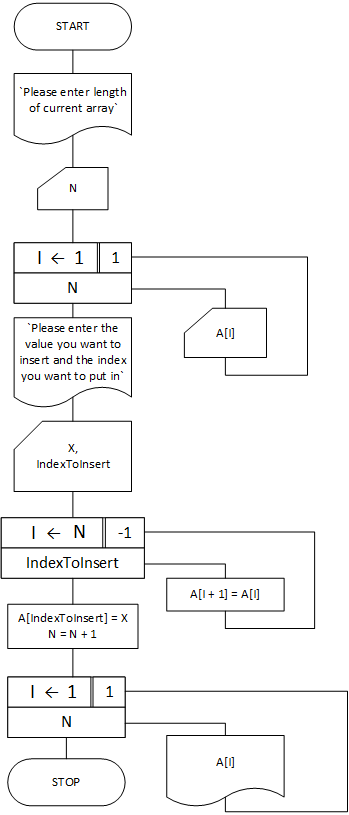 START
`Please enter length
of current array`
N
I ← 1 1
N
A[I]
`Please enter the
value you want to
insert and the index
you want to put in`
X,
IndexToInsert
I ← N -1
IndexToInsert
A[I + 1] = A[I]
A[IndexToInsert] = X
N = N + 1
I ← 1 1
N
A[I]
STOP